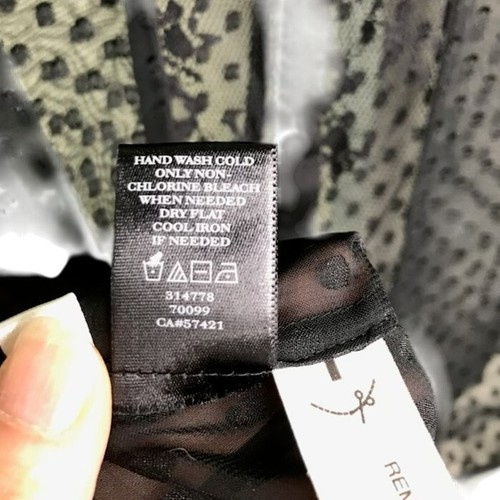 HAND WASH COLD
ONLY NON-
CHLORINE BLEACH
WHEN NEEDED
DRY FLAT
COOL IRON
IF NEEDED
314778
70099
CA#57421
REM